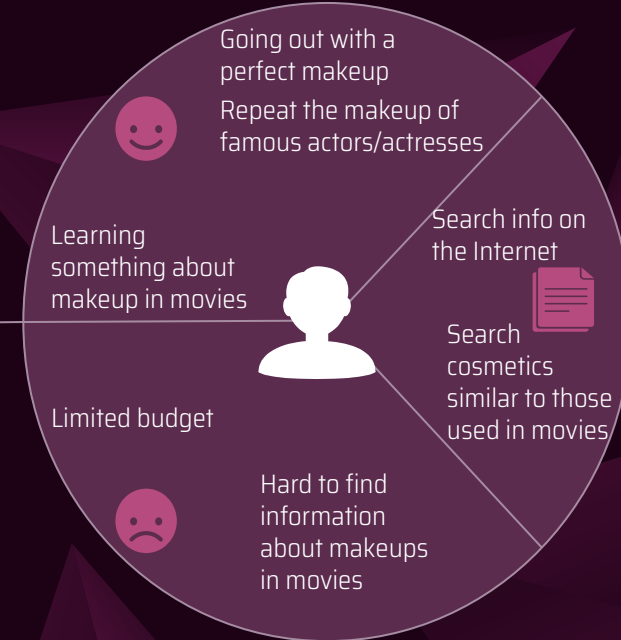 Going out with a
perfect makeup
Repeat the makeup of
famous actors/actresses
Learning
something about
makeup in movies
Search info on
the Internet
Search
cosmetics
similar to those
used in movies
Limited budget
Hard to find
information
about makeups
in movies